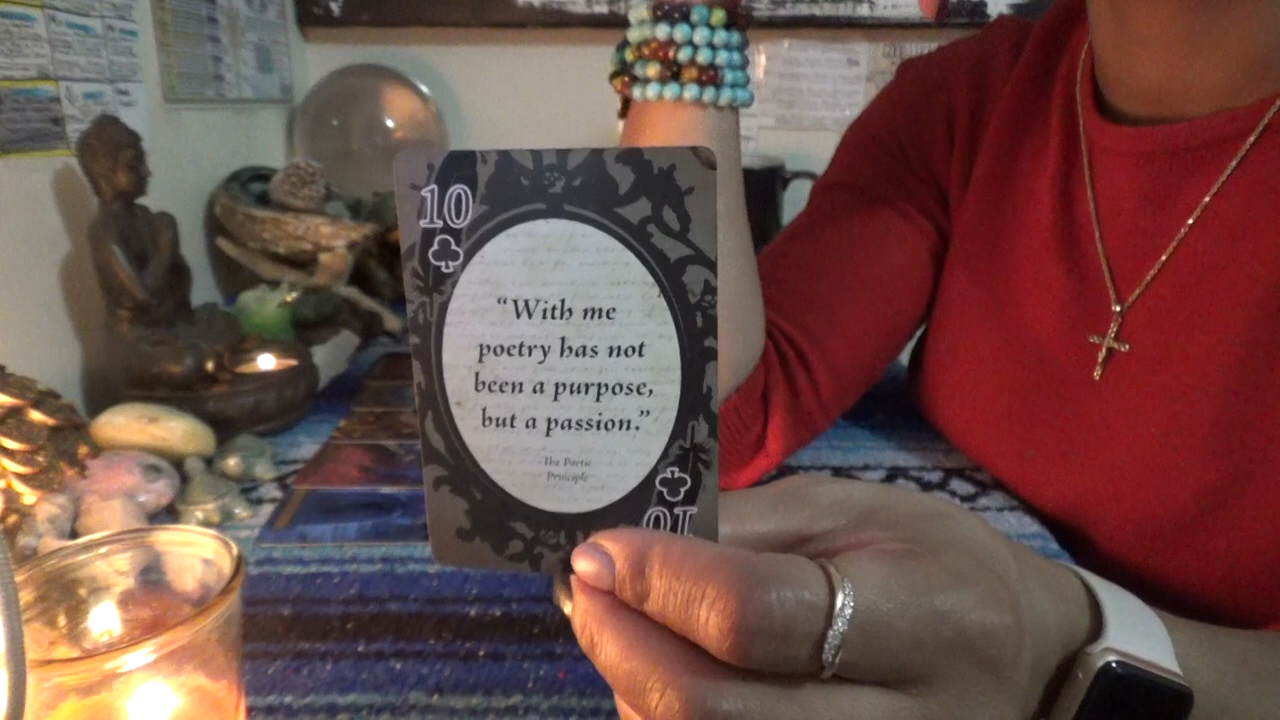 10
“With me
poetry has not
been a purpose,
but a passion.”
-The Poetic
Principle
10